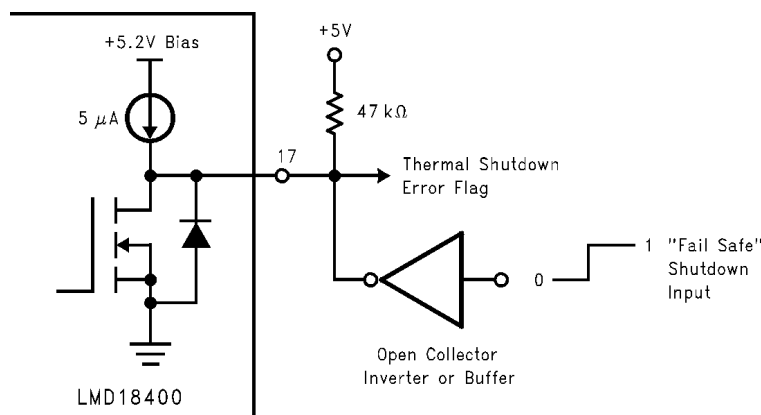 +5.2V Bias
5 μA
17
+5V
47 kΩ
Thermal Shutdown
Error Flag
0
1 "Fail Safe"
Shutdown
Input
Open Collector
Inverter or Buffer
LMD18400